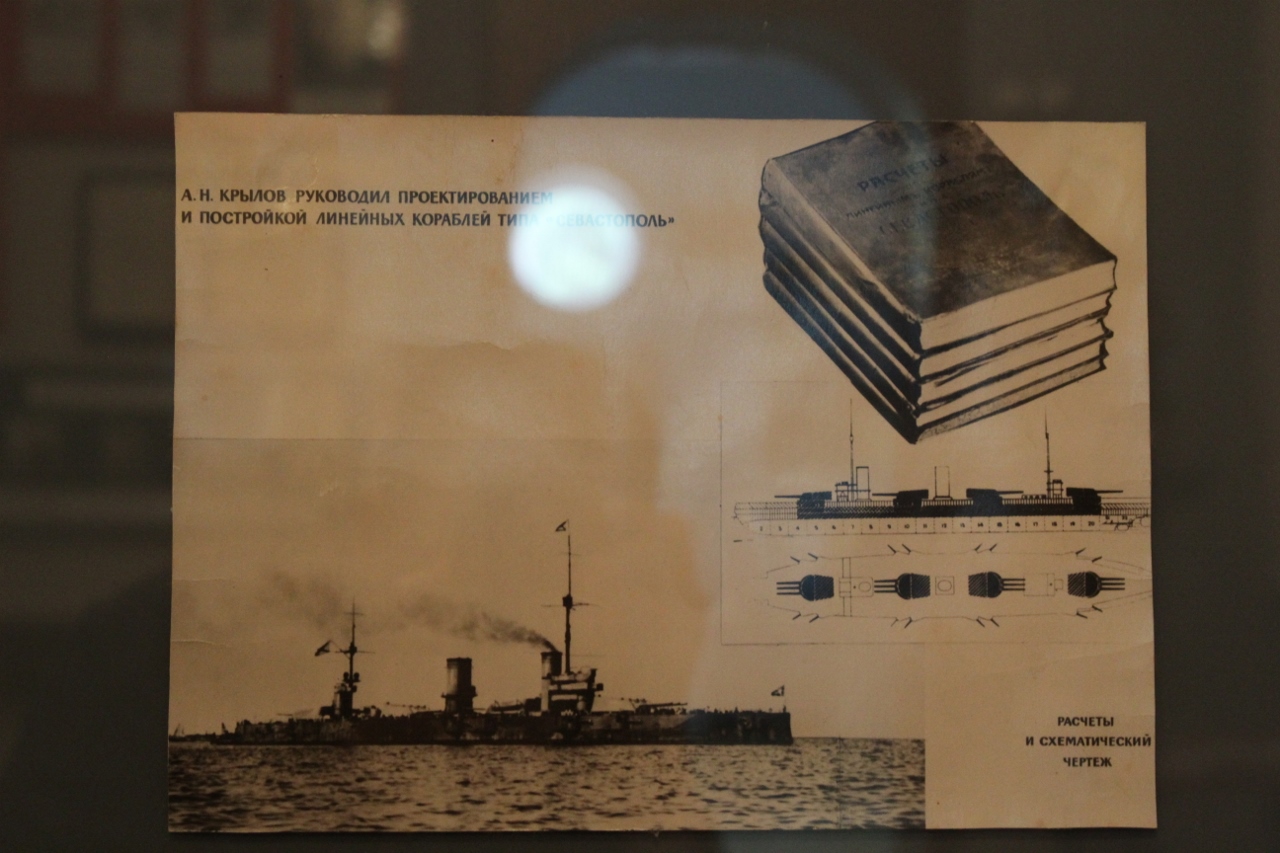 А. Н. КРЫЛОВ РУКОВОДИЛ ПРОЕКТИРОВАНИЕМ
И ПОСТРОЙКОЙ ЛИНЕЙНЫХ КОРАБЛЕЙ ТИПА «СЕВАСТОПОЛЬ»
РАСЧЕТЫ
РАСЧЕТЫ
И СХЕМАТИЧЕСКИЙ
ЧЕРТЕЖ